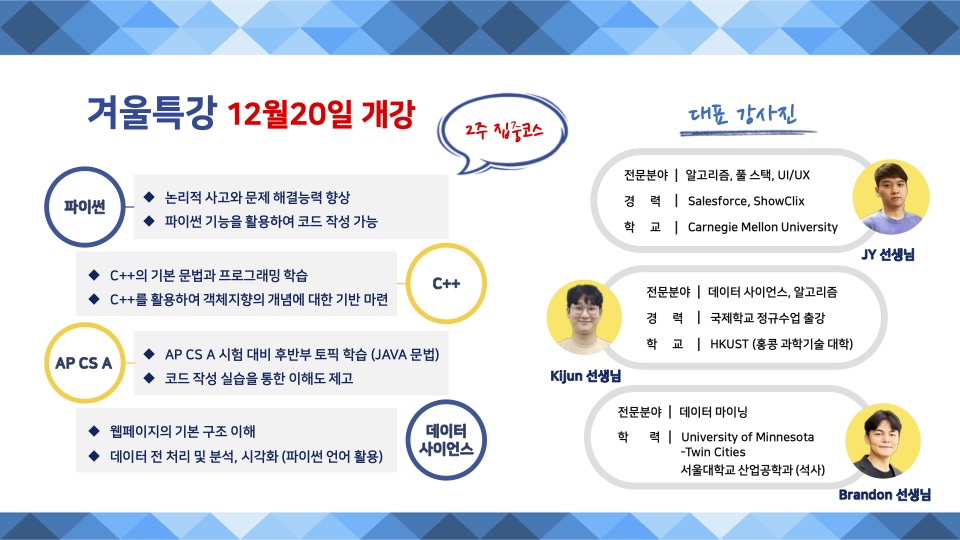 겨울특강 12월20일 개강
2주 집중코스
파이썬
◆ 논리적 사고와 문제 해결능력 향상
◆ 파이썬 기능을 활용하여 코드 작성 가능
C++
◆ C++의 기본 문법과 프로그래밍 학습
◆ C++를 활용하여 객체지향의 개념에 대한 기반 마련
AP CS A
◆ AP CS A 시험 대비 후반부 토픽 학습 (JAVA 문법)
◆ 코드 작성 실습을 통한 이해도 제고
데이터
사이언스
◆ 웹페이지의 기본 구조 이해
◆ 데이터 전 처리 및 분석, 시각화 (파이썬 언어 활용)
대표 강사진
전문분야 | 알고리즘, 풀 스택, UI/UX
경 력 | Salesforce, ShowClix
학 교 | Carnegie Mellon University
JY 선생님
전문분야 | 데이터 사이언스, 알고리즘
경 력 | 국제학교 정규수업 출강
학 교 | HKUST (홍콩 과학기술 대학)
Kijun 선생님
전문분야 | 데이터 마이닝
학 력 | University of Minnesota
-Twin Cities
서울대학교 산업공학과 (석사)
Brandon 선생님